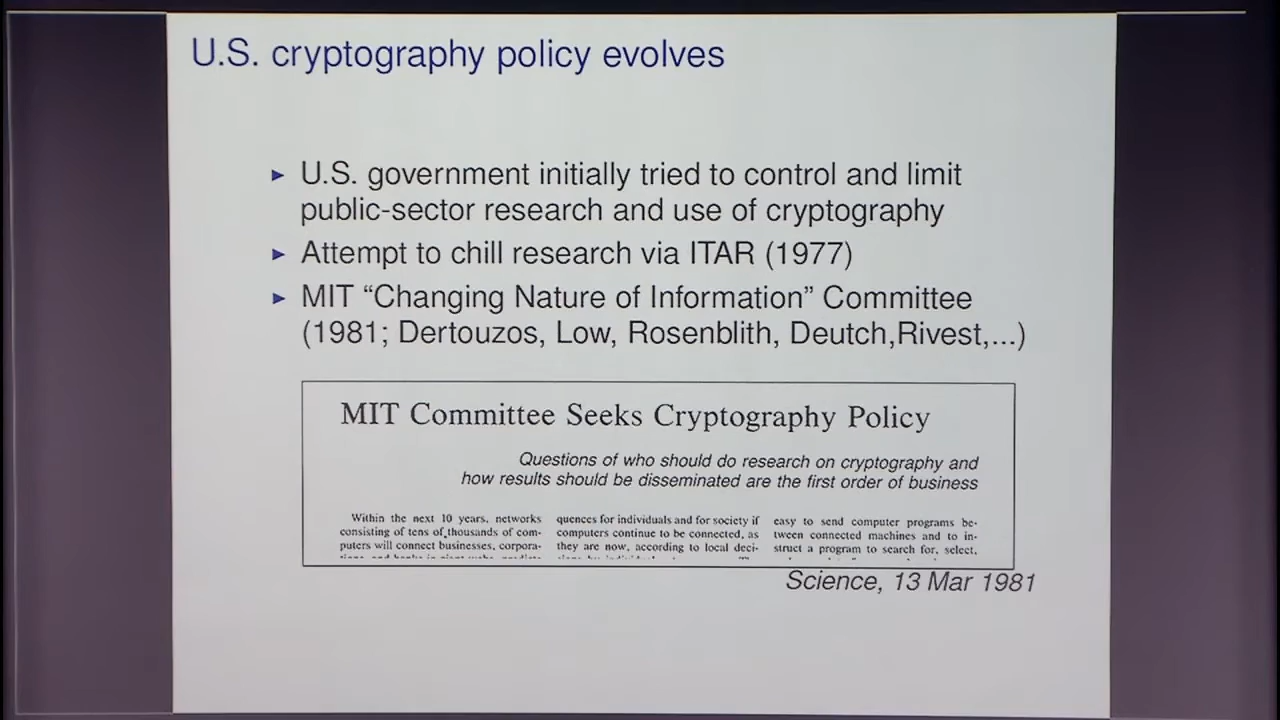 U.S. cryptography policy evolves
► U.S. government initially tried to control and limit
public-sector research and use of cryptography
► Attempt to chill research via ITAR (1977)
► MIT “Changing Nature of Information” Committee
(1981; Dertouzos, Low, Rosenblith, Deutch,Rivest,...)
MIT Committee Seeks Cryptography Policy
Questions of who should do research on cryptography and
how results should be disseminated are the first order of business
Within the next 10 years, networks
consisting of tens of thousands of com-
puters will connect businesses, corpora-
quences for individuals and for society if
computers continue to be connected, as
they are now, according to local deci-
easy to send computer programs be-
tween connected machines and to in-
struct a program to search for, select,
Science, 13 Mar 1981